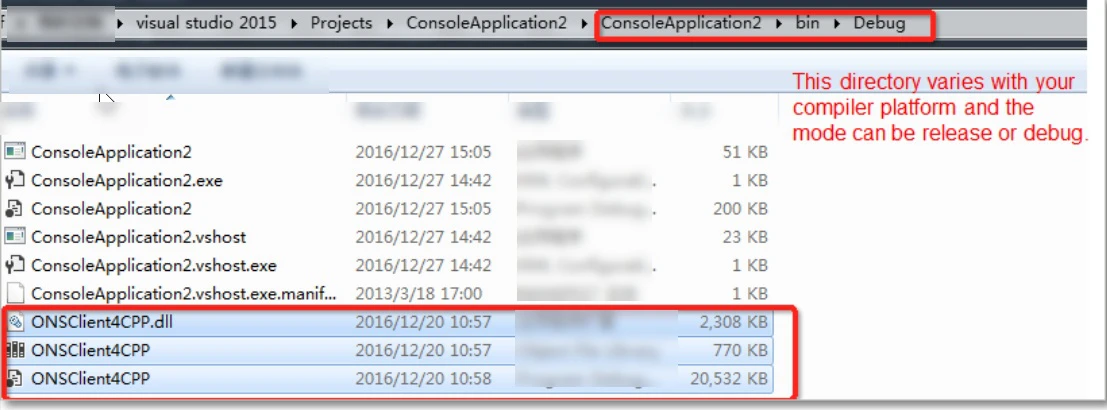 visual studio 2015 Projects ConsoleApplication2 ConsoleApplication2 bin Debug
This directory varies with your
compiler platform and the
mode can be release or debug.
ConsoleApplication2 2016/12/27 15:05 51 KB
ConsoleApplication2.exe 2016/12/27 14:42 1 KB
ConsoleApplication2 2016/12/27 15:05 200 KB
ConsoleApplication2.vshost 2016/12/27 14:42 23 KB
ConsoleApplication2.vshost.exe 2016/12/27 14:42 1 KB
ConsoleApplication2.vshost.exe.manif... 2013/3/18 17:00 1 KB
ONSClient4CPP.dll 2016/12/20 10:57 2,308 KB
ONSClient4CPP 2016/12/20 10:57 770 KB
ONSClient4CPP 2016/12/20 10:58 20,532 KB